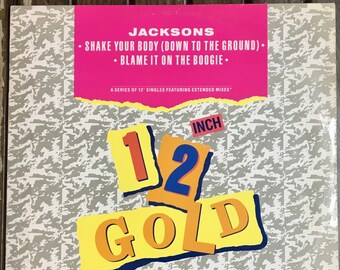 JACKSONS
• SHAKE YOUR BODY (DOWN TO THE GROUND) •
• BLAME IT ON THE BOOGIE •
A SERIES OF 12" SINGLES FEATURING EXTENDED MIXES
12 INCH
GOLD